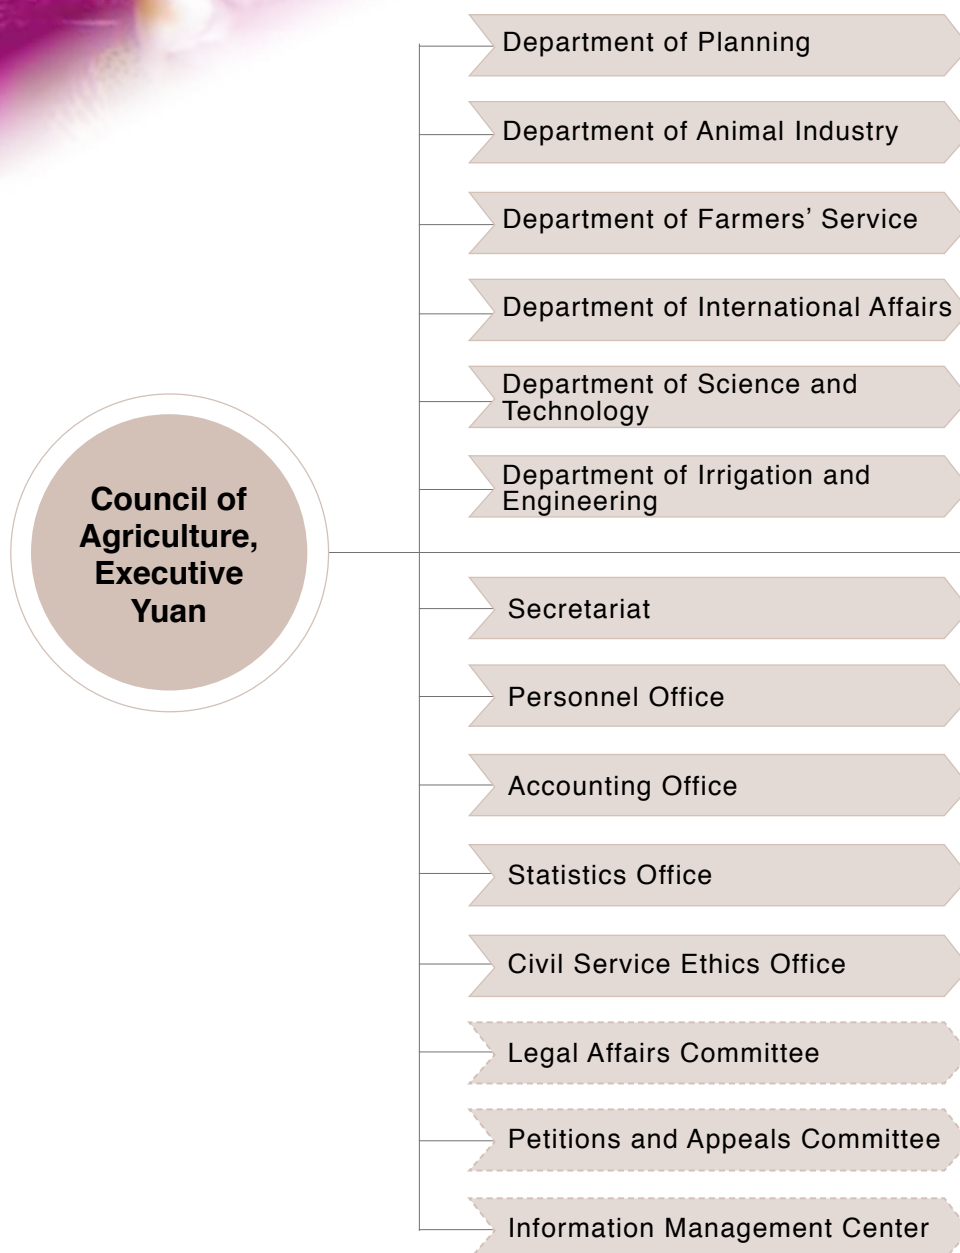 Department of Planning
Department of Animal Industry
Department of Farmers’ Service
Department of International Affairs
Department of Science and
Technology
Department of Irrigation and
Engineering
Council of
Agriculture,
Executive
Yuan
Secretariat
Personnel Office
Accounting Office
Statistics Office
Civil Service Ethics Office
Legal Affairs Committee
Petitions and Appeals Committee
Information Management Center